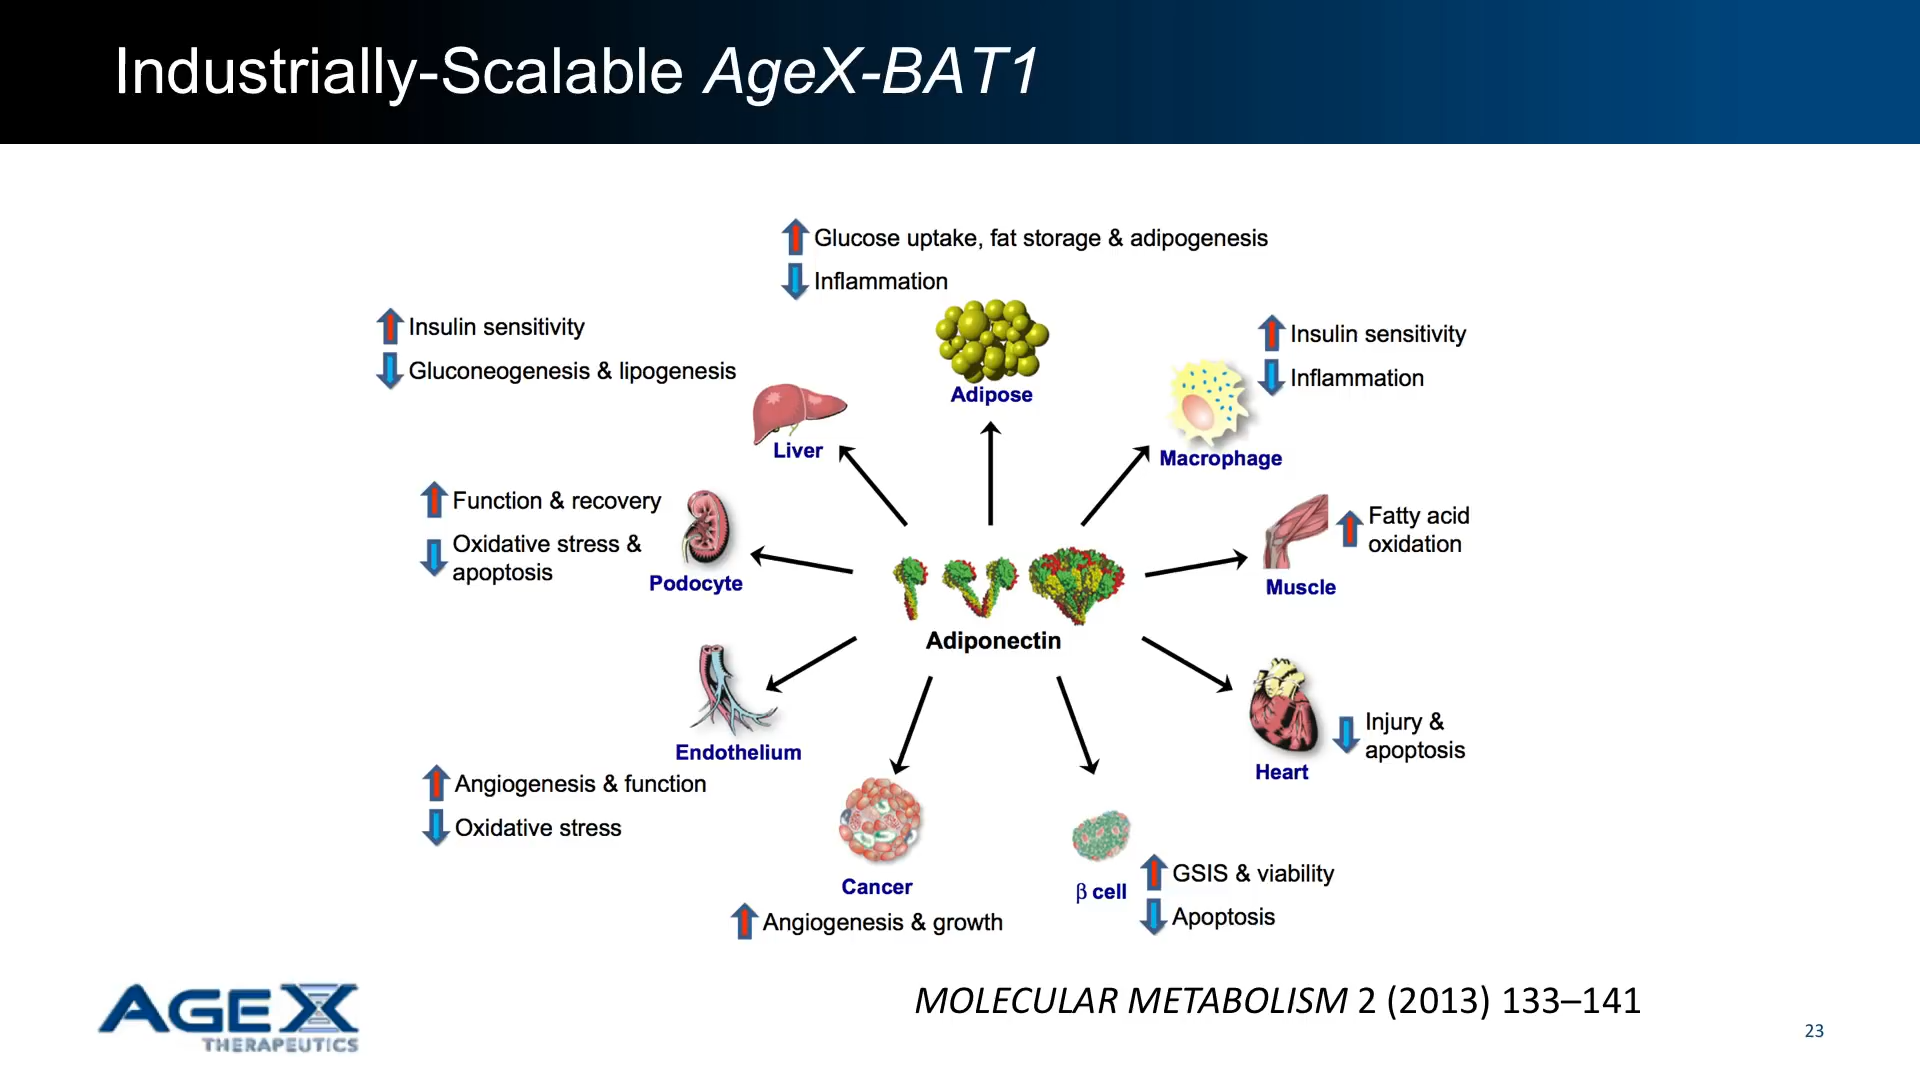 Industrially-Scalable AgeX-BAT1
Glucose uptake, fat storage & adipogenesis
Inflammation
Adipose
Insulin sensitivity
Gluconeogenesis & lipogenesis
Liver
Insulin sensitivity
Inflammation
Macrophage
Function & recovery
Oxidative stress &
apoptosis
Podocyte
Fatty acid
oxidation
Muscle
Adiponectin
Endothelium
Angiogenesis & function
Oxidative stress
Injury &
apoptosis
Heart
Cancer
Angiogenesis & growth
β cell
GSIS & viability
Apoptosis
AGEX
THERAPEUTICS
MOLECULAR METABOLISM 2 (2013) 133–141
23